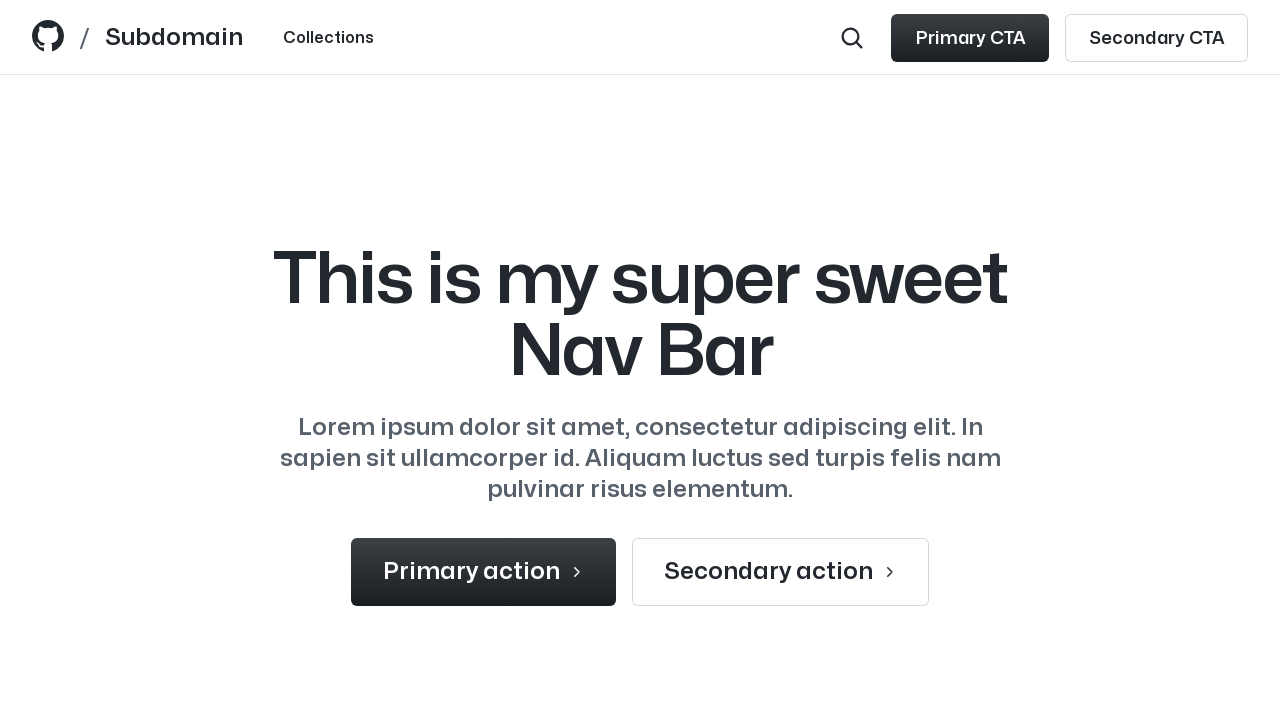 / Subdomain Collections Primary CTA Secondary CTA
This is my super sweet
Nav Bar
Lorem ipsum dolor sit amet, consectetur adipiscing elit. In
sapien sit ullamcorper id. Aliquam luctus sed turpis felis nam
pulvinar risus elementum.
Primary action Secondary action